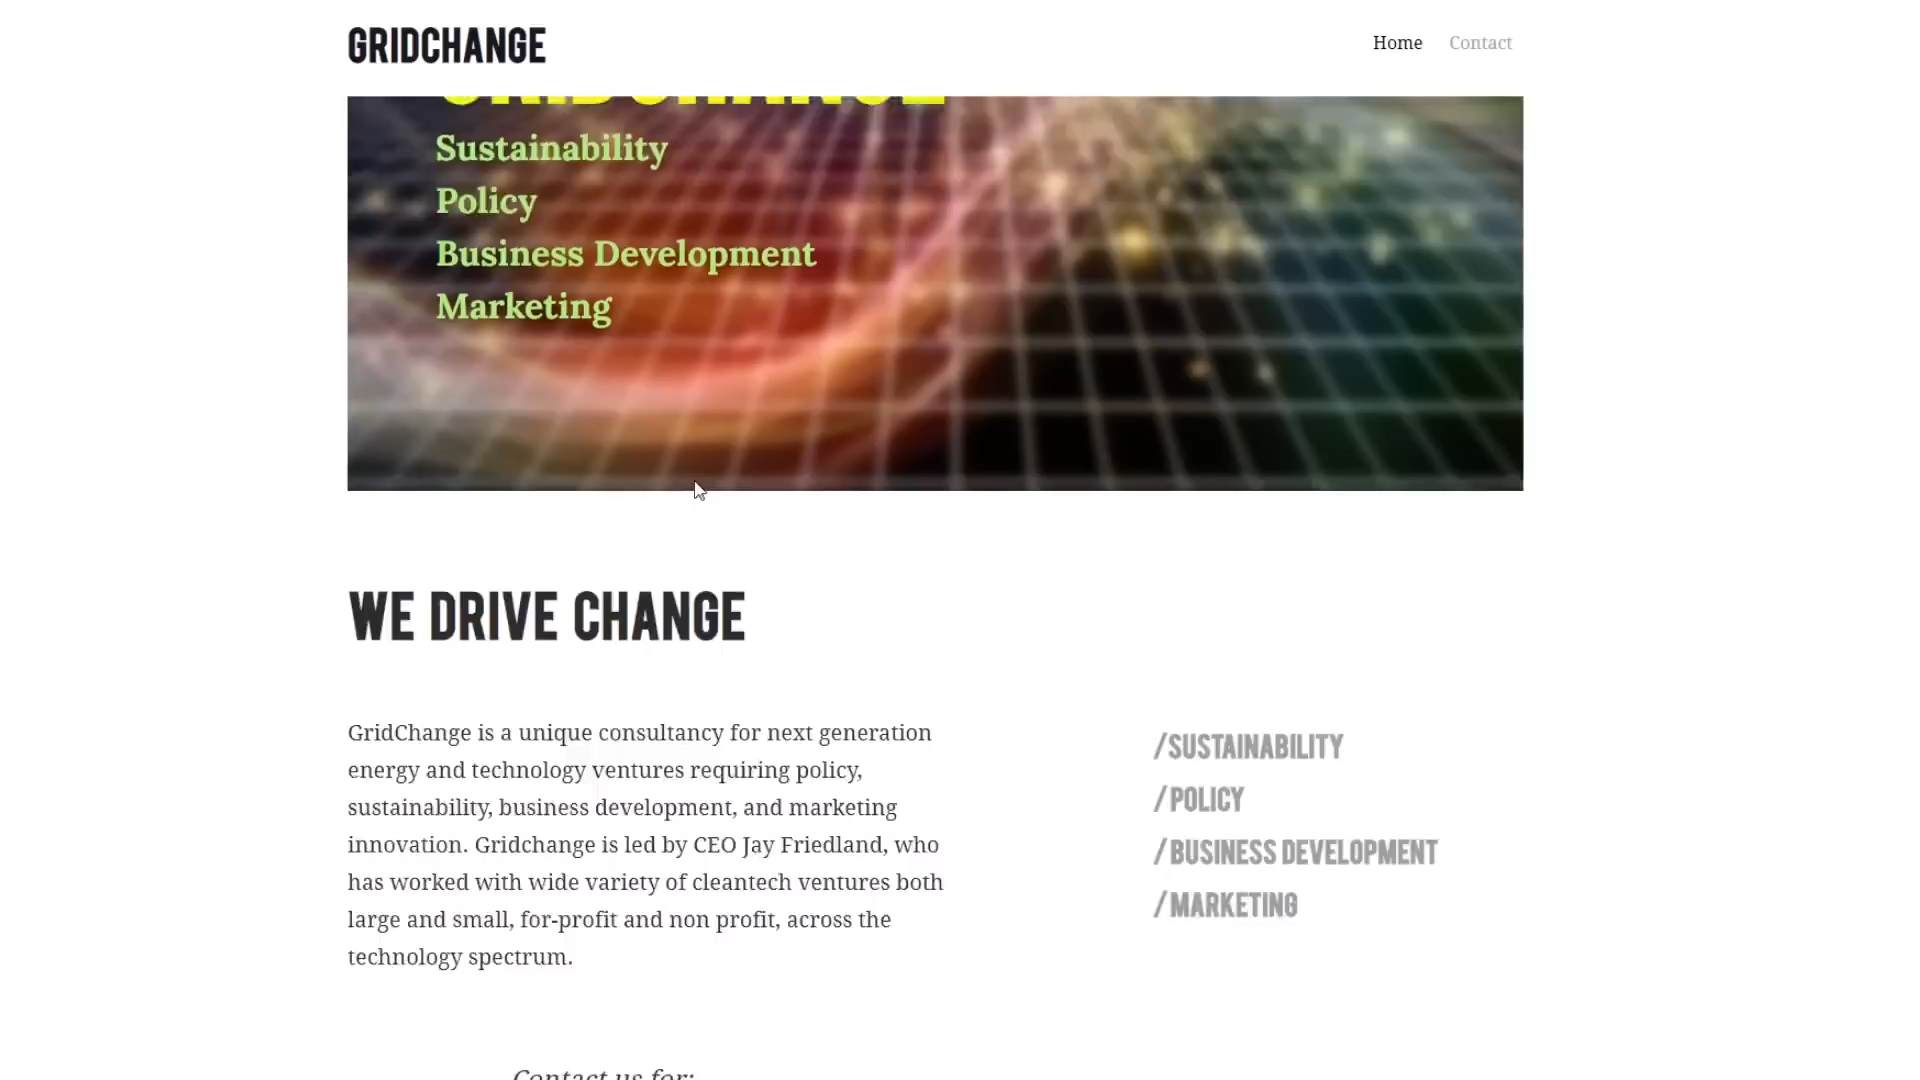 GRIDCHANGE
Home Contact
GRIDCHANGE
Sustainability
Policy
Business Development
Marketing
WE DRIVE CHANGE
GridChange is a unique consultancy for next generation
energy and technology ventures requiring policy,
sustainability, business development, and marketing
innovation. Gridchange is led by CEO Jay Friedland, who
has worked with wide variety of cleantech ventures both
large and small, for-profit and non profit, across the
technology spectrum.
/SUSTAINABILITY
/POLICY
/BUSINESS DEVELOPMENT
/MARKETING
Contact us for: